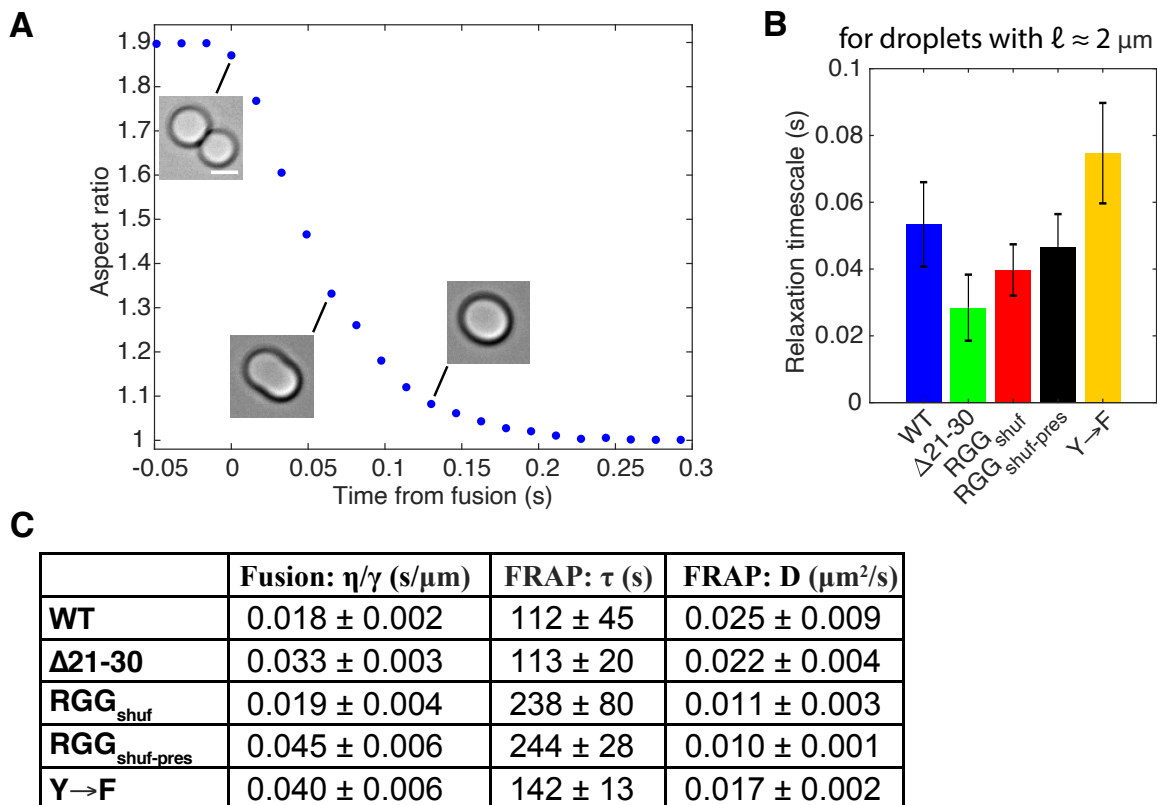 A
Aspect ratio
1.9
1.8
1.7
1.6
1.5
1.4
1.3
1.2
1.1
1
-0.05 0 0.05 0.1 0.15 0.2 0.25 0.3
Time from fusion (s)
B
for droplets with ℓ ≈ 2 μm
Relaxation timescale (s)
0.1
0.08
0.06
0.04
0.02
0
WT Δ21-30 RGGshuf RGGshuf-pres Y→F
C
Fusion: η/γ (s/μm) FRAP: τ (s) FRAP: D (μm²/s)
WT 0.018 ± 0.002 112 ± 45 0.025 ± 0.009
Δ21-30 0.033 ± 0.003 113 ± 20 0.022 ± 0.004
RGGshuf 0.019 ± 0.004 238 ± 80 0.011 ± 0.003
RGGshuf-pres 0.045 ± 0.006 244 ± 28 0.010 ± 0.001
Y→F 0.040 ± 0.006 142 ± 13 0.017 ± 0.002